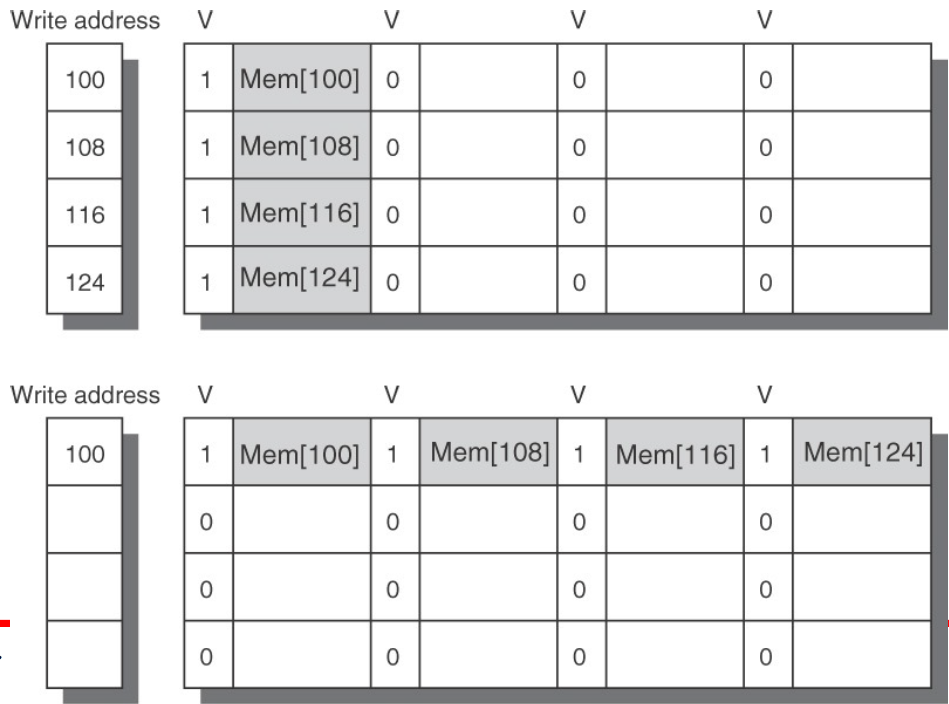 Write address V V V V
100 1 Mem[100] 0 0 0
108 1 Mem[108] 0 0 0
116 1 Mem[116] 0 0 0
124 1 Mem[124] 0 0 0
Write address V V V V
100 1 Mem[100] 1 Mem[108] 1 Mem[116] 1 Mem[124]
0 0 0 0
0 0 0 0
0 0 0 0